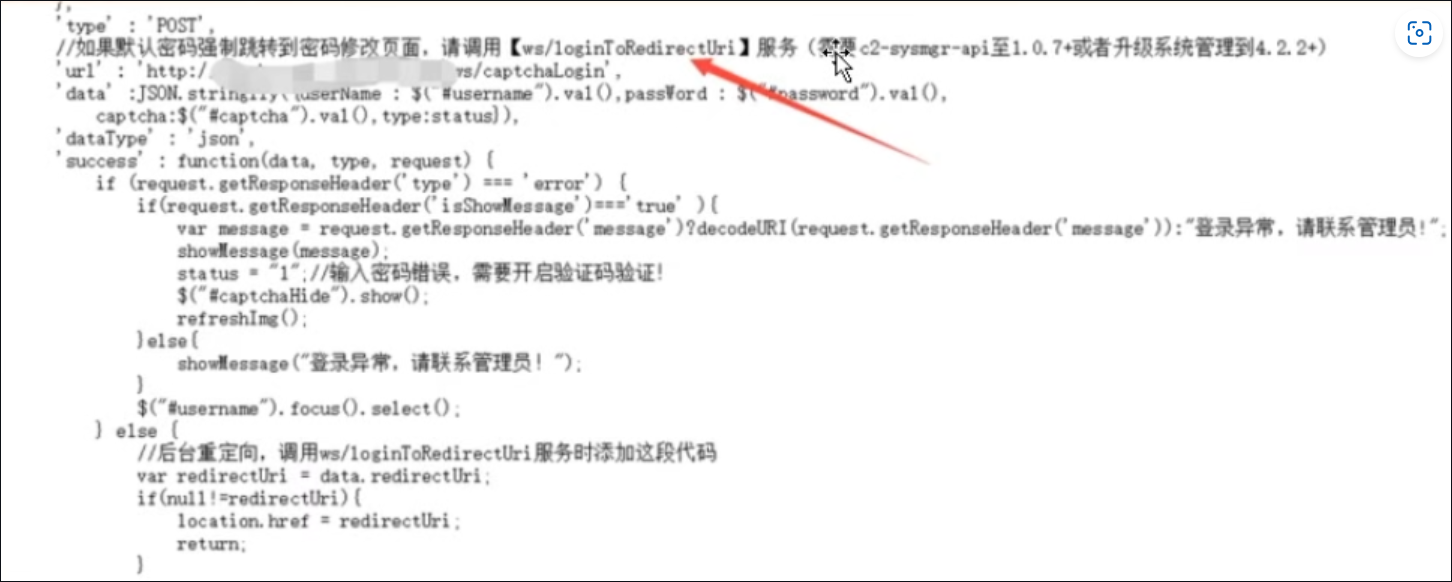 },
'type' : 'POST',
//如果默认密码强制跳转到密码修改页面，请调用【ws/loginToRedirectUri】服务（需要c2-sysmgr-api至1.0.7+或者升级系统管理到4.2.2+）
'url' : 'http:/ ws/captchaLogin',
'data' :JSON.stringify({userName : $("#username").val(),passWord : $("#password").val(),
captcha:$("#captcha").val(),type:status}),
'dataType' : 'json',
'success' : function(data, type, request) {
if (request.getResponseHeader('type') === 'error') {
if(request.getResponseHeader('isShowMessage')==='true' ){
var message = request.getResponseHeader('message')?decodeURI(request.getResponseHeader('message')):"登录异常，请联系管理员!";
showMessage(message);
status = "1";//输入密码错误，需要开启验证码验证!
$("#captchaHide").show();
refreshImg();
}else{
showMessage("登录异常，请联系管理员! ");
}
$("#username").focus().select();
} else {
//后台重定向，调用ws/loginToRedirectUri服务时添加这段代码
var redirectUri = data.redirectUri;
if(null!=redirectUri){
location.href = redirectUri;
return;
}